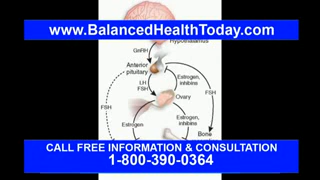 www.BalancedHealthToday.com
Hypothalamus
GnRH
Anterior
pituitary
Estrogen,
inhibins
LH
FSH
Ovary
FSH
FSH
Estrogen
Estrogen,
inhibins
Bone
CALL FREE INFORMATION & CONSULTATION
1-800-390-0364